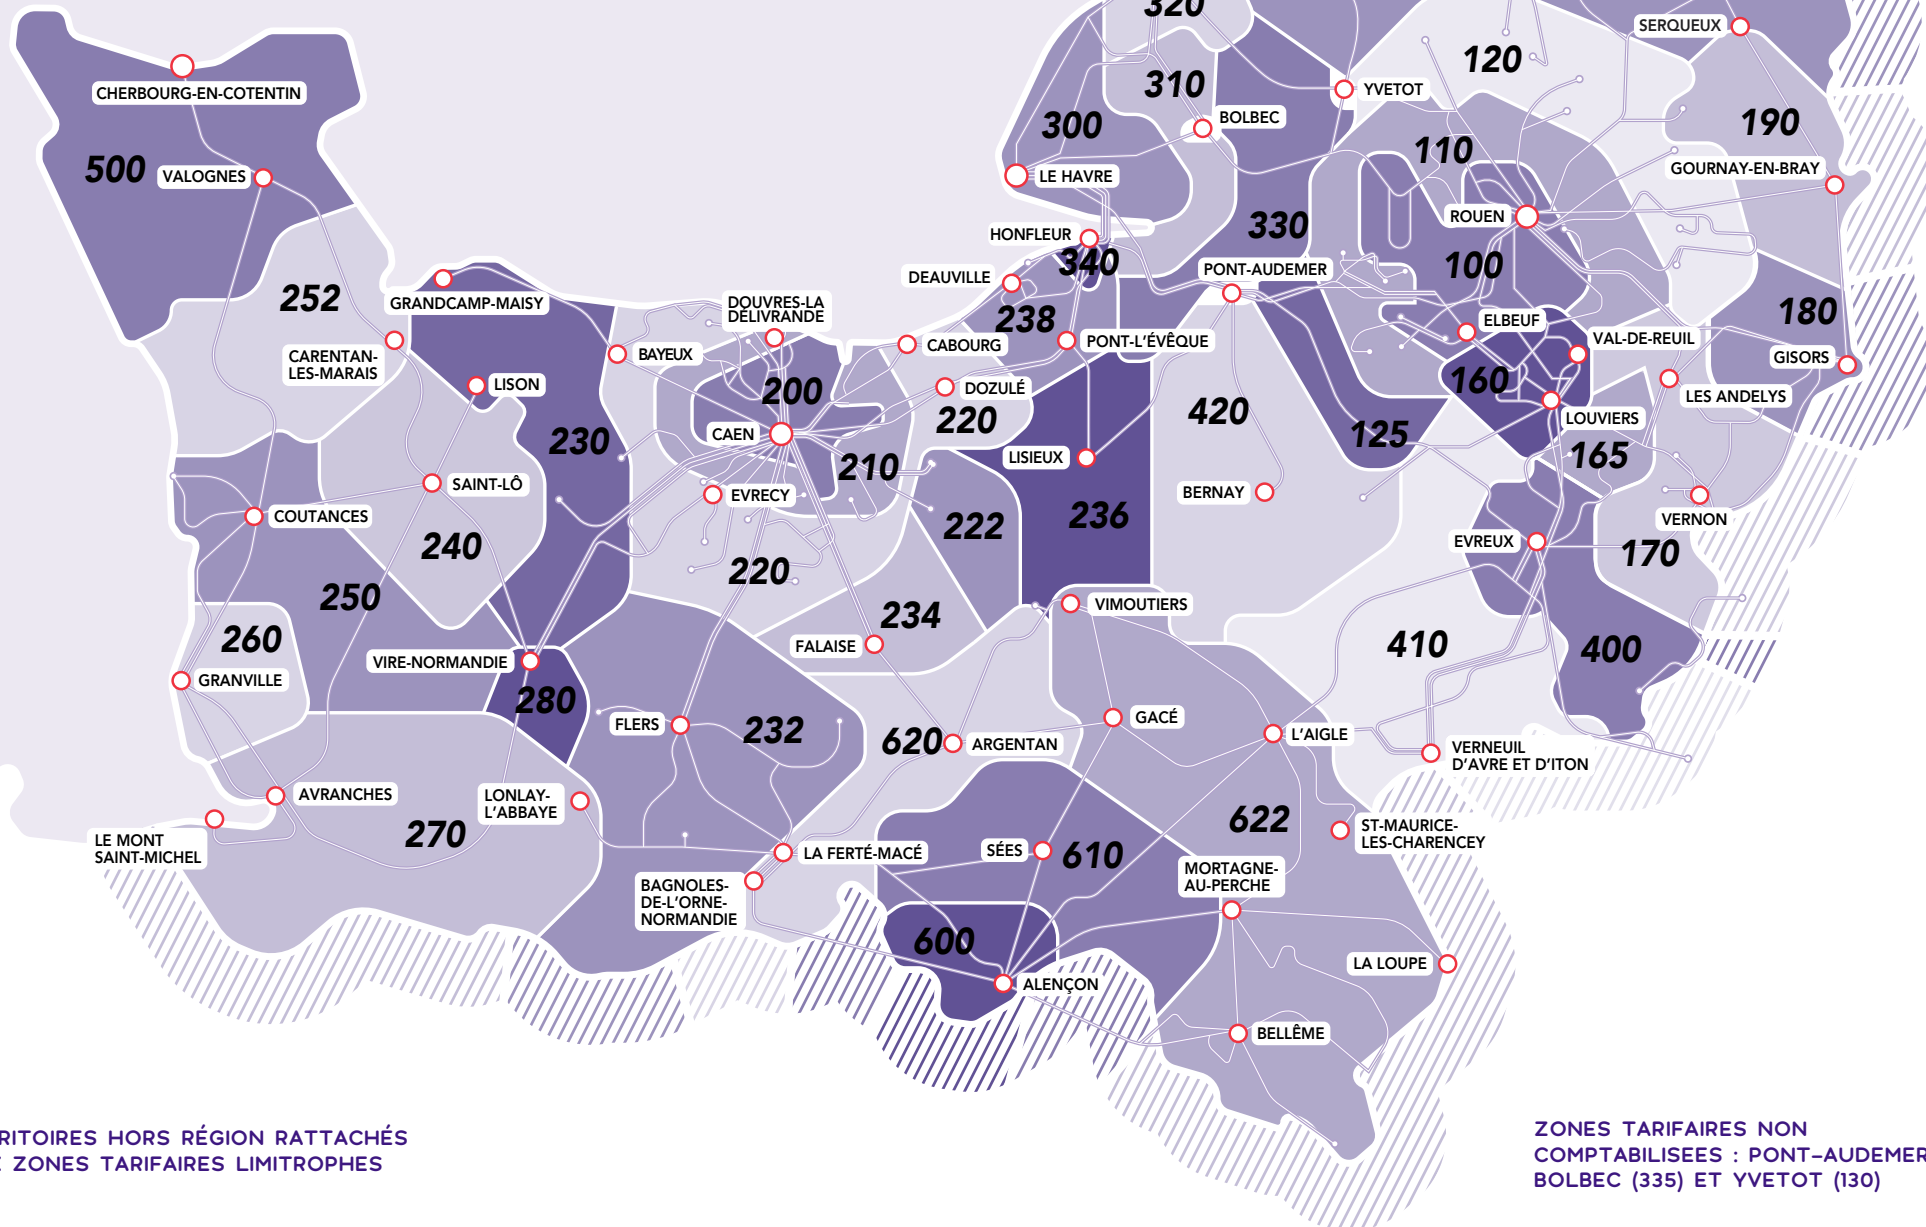 320
SERQUEUX
120
CHERBOURG-EN-COTENTIN
310
YVETOT
BOLBEC
300
190
110
500
VALOGNES
LE HAVRE
GOURNAY-EN-BRAY
ROUEN
330
HONFLEUR
340
100
DEAUVILLE
PONT-AUDEMER
252
GRANDCAMP-MAISY
DOUVRES-LA
DÉLIVRANDE
238
180
ELBEUF
VAL-DE-REUIL
CARENTAN-
LES-MARAIS
BAYEUX
CABOURG
PONT-L'ÉVÊQUE
GISORS
LISON
200
DOZULÉ
160
LES ANDELYS
220
420
LOUVIERS
230
CAEN
125
210
LISIEUX
165
SAINT-LÔ
EVRECY
BERNAY
COUTANCES
236
VERNON
222
240
EVREUX
170
220
250
VIMOUTIERS
234
260
FALAISE
410
400
VIRE-NORMANDIE
GRANVILLE
280
FLERS
232
GACÉ
620
ARGENTAN
L'AIGLE
VERNEUIL
D'AVRE ET D'ITON
AVRANCHES
LONLAY-
L'ABBAYE
622
270
LE MONT
SAINT-MICHEL
ST-MAURICE-
LES-CHARENCEY
LA FERTÉ-MACÉ
SÉES
610
MORTAGNE-
AU-PERCHE
BAGNOLES-
DE-L'ORNE-
NORMANDIE
600
LA LOUPE
ALENÇON
BELLÊME
RITOIRES HORS RÉGION RATTACHÉS
ZONES TARIFAIRES LIMITROPHES
ZONES TARIFAIRES NON
COMPTABILISEES : PONT-AUDEMER
BOLBEC (335) ET YVETOT (130)